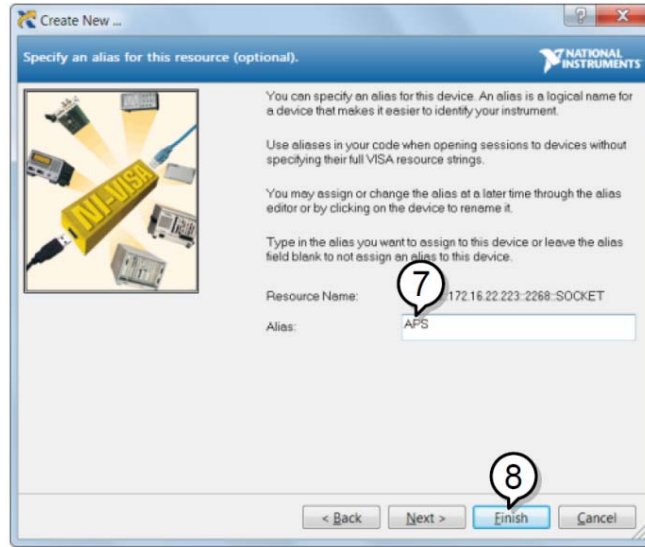 Create New ...
Specify an alias for this resource (optional).
NATIONAL
INSTRUMENTS
You can specify an alias for this device. An alias is a logical name for
a device that makes it easier to identify your instrument.
Use aliases in your code when opening sessions to devices without
specifying their full VISA resource strings.
You may assign or change the alias at a later time through the alias
editor or by clicking on the device to rename it.
Type in the alias you want to assign to this device or leave the alias
field blank to not assign an alias to this device.
NI-VISA
7
Resource Name: :172.16.22.223::2268::SOCKET
Alias: APS
8
< Back Next > Finish Cancel